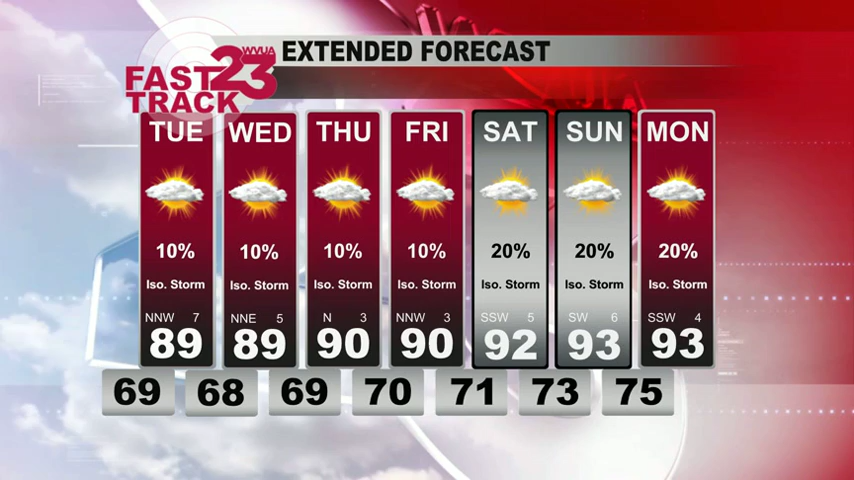 WVUA
23
FAST
TRACK
EXTENDED FORECAST
TUE WED THU FRI SAT SUN MON
10% 10% 10% 10% 20% 20% 20%
Iso. Storm Iso. Storm Iso. Storm Iso. Storm Iso. Storm Iso. Storm Iso. Storm
NNW 7 NNE 5 N 3 NNW 3 SSW 5 SW 6 SSW 4
89 89 90 90 92 93 93
69 68 69 70 71 73 75